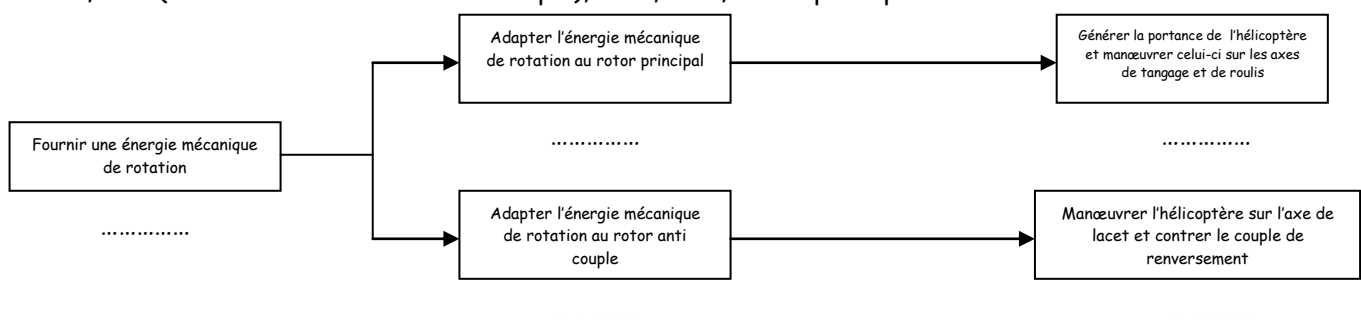 Adapter l'énergie mécanique
de rotation au rotor principal
Générer la portance de l'hélicoptère
et manœuvrer celui-ci sur les axes
de tangage et de roulis
Fournir une énergie mécanique
de rotation
……………
……………
……………
Adapter l'énergie mécanique
de rotation au rotor anti
couple
Manœuvrer l'hélicoptère sur l'axe de
lacet et contrer le couple de
renversement